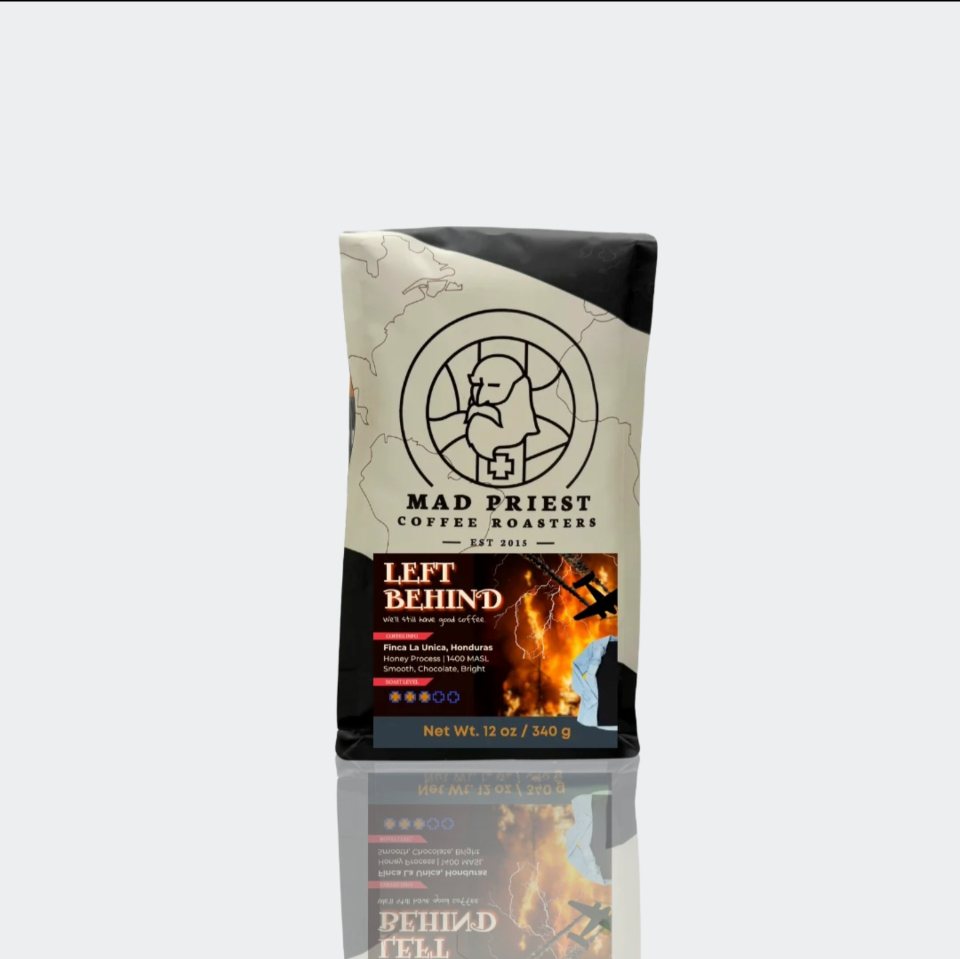 MAD PRIEST
COFFEE ROASTERS
EST 2015
LEFT
BEHIND
We'll still have good coffee.
COFFEE INFO
Finca La Unica, Honduras
Honey Process | 1400 MASL
Smooth, Chocolate, Bright
ROAST LEVEL
Net Wt. 12 oz / 340 g